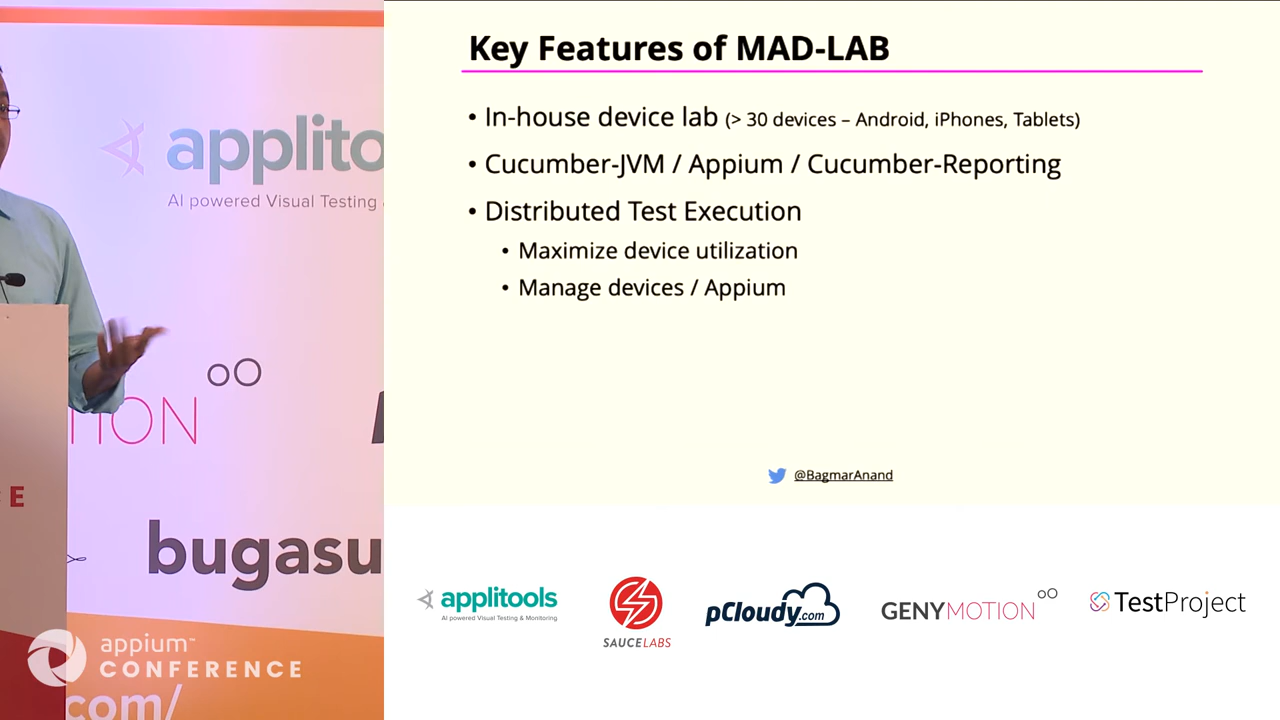 Key Features of MAD-LAB
• In-house device lab (> 30 devices – Android, iPhones, Tablets)
• Cucumber-JVM / Appium / Cucumber-Reporting
• Distributed Test Execution
• Maximize device utilization
• Manage devices / Appium
@BagmarAnand
applitools
AI powered Visual Testing & Monitoring
SAUCELABS
pCloudy.com
GENYMOTION
TestProject
applito
AI powered Visual Testing
ION
E
bugasu
appium™
CONFERENCE
com/